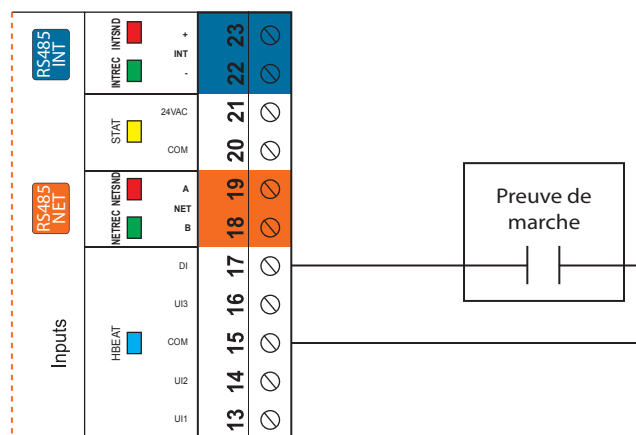 RS485
INT
INTREC INTSND
+
INT
-
23
22
STAT
24VAC
COM
21
20
RS485
NET
NETREC NETSND
A
NET
B
19
18
Inputs
HBEAT
DI
UI3
COM
UI2
UI1
17
16
15
14
13
Preuve de
marche